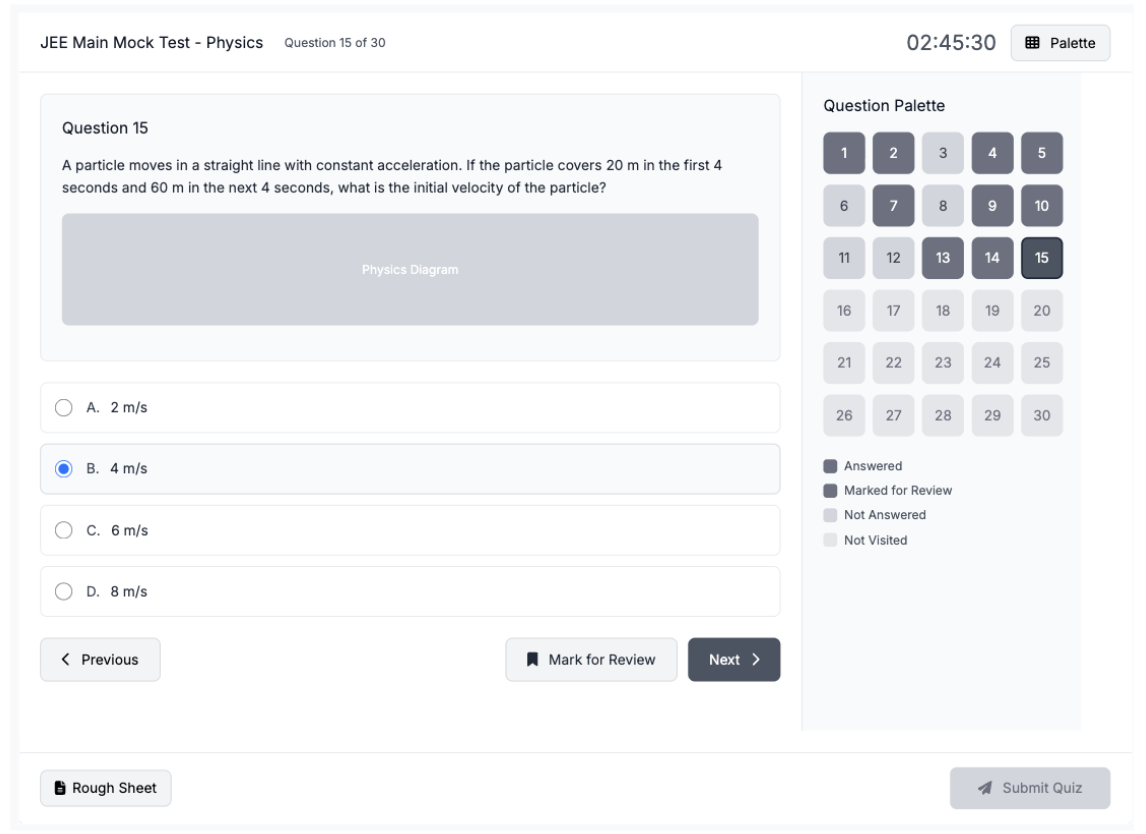 JEE Main Mock Test - Physics Question 15 of 30 02:45:30 Palette
Question 15
A particle moves in a straight line with constant acceleration. If the particle covers 20 m in the first 4
seconds and 60 m in the next 4 seconds, what is the initial velocity of the particle?
Physics Diagram
A. 2 m/s
B. 4 m/s
C. 6 m/s
D. 8 m/s
Previous Mark for Review Next
Question Palette
1 2 3 4 5
6 7 8 9 10
11 12 13 14 15
16 17 18 19 20
21 22 23 24 25
26 27 28 29 30
Answered
Marked for Review
Not Answered
Not Visited
Rough Sheet Submit Quiz